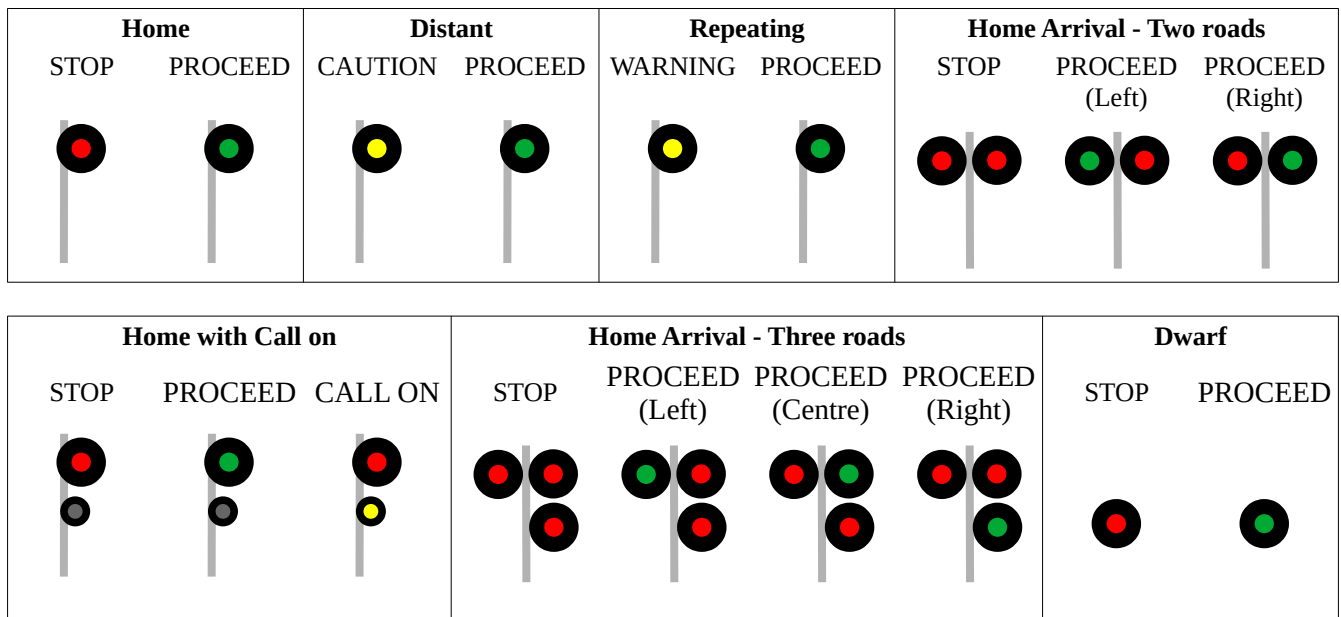 Home
STOP PROCEED
Distant
CAUTION PROCEED
Repeating
WARNING PROCEED
Home Arrival - Two roads
STOP PROCEED (Left) PROCEED (Right)
Home with Call on
STOP PROCEED CALL ON
Home Arrival - Three roads
STOP PROCEED (Left) PROCEED (Centre) PROCEED (Right)
Dwarf
STOP PROCEED